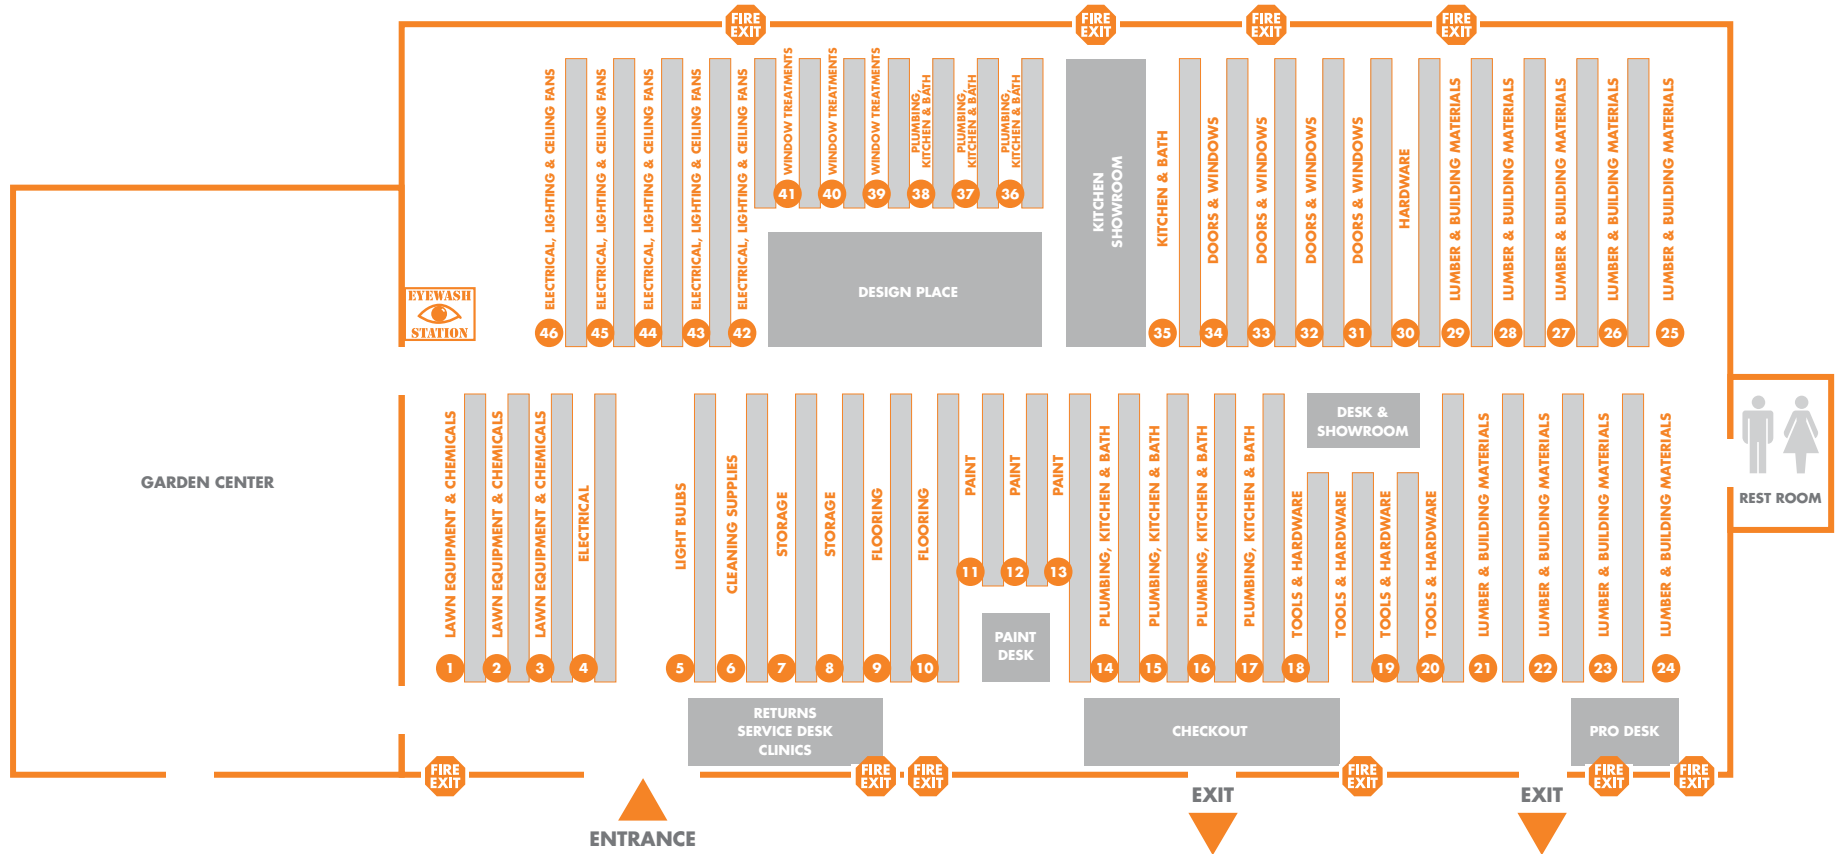 FIRE
EXIT
FIRE
EXIT
FIRE
EXIT
FIRE
EXIT
ELECTRICAL, LIGHTING & CEILING FANS
46
ELECTRICAL, LIGHTING & CEILING FANS
45
ELECTRICAL, LIGHTING & CEILING FANS
44
ELECTRICAL, LIGHTING & CEILING FANS
43
ELECTRICAL, LIGHTING & CEILING FANS
42
WINDOW TREATMENTS
41
WINDOW TREATMENTS
40
WINDOW TREATMENTS
39
PLUMBING,
KITCHEN & BATH
38
PLUMBING,
KITCHEN & BATH
37
PLUMBING,
KITCHEN & BATH
36
KITCHEN
SHOWROOM
KITCHEN & BATH
35
DOORS & WINDOWS
34
DOORS & WINDOWS
33
DOORS & WINDOWS
32
DOORS & WINDOWS
31
HARDWARE
30
LUMBER & BUILDING MATERIALS
29
LUMBER & BUILDING MATERIALS
28
LUMBER & BUILDING MATERIALS
27
LUMBER & BUILDING MATERIALS
26
LUMBER & BUILDING MATERIALS
25
DESIGN PLACE
EYEWASH
STATION
GARDEN CENTER
LAWN EQUIPMENT & CHEMICALS
1
LAWN EQUIPMENT & CHEMICALS
2
LAWN EQUIPMENT & CHEMICALS
3
ELECTRICAL
4
LIGHT BULBS
5
CLEANING SUPPLIES
6
STORAGE
7
STORAGE
8
FLOORING
9
FLOORING
10
PAINT
11
PAINT
12
PAINT
13
PAINT
DESK
PLUMBING, KITCHEN & BATH
14
PLUMBING, KITCHEN & BATH
15
PLUMBING, KITCHEN & BATH
16
PLUMBING, KITCHEN & BATH
17
DESK &
SHOWROOM
TOOLS & HARDWARE
18
TOOLS & HARDWARE
TOOLS & HARDWARE
19
TOOLS & HARDWARE
20
LUMBER & BUILDING MATERIALS
21
LUMBER & BUILDING MATERIALS
22
LUMBER & BUILDING MATERIALS
23
LUMBER & BUILDING MATERIALS
24
REST ROOM
RETURNS
SERVICE DESK
CLINICS
CHECKOUT
PRO DESK
FIRE
EXIT
FIRE
EXIT
FIRE
EXIT
FIRE
EXIT
FIRE
EXIT
FIRE
EXIT
ENTRANCE
EXIT
EXIT